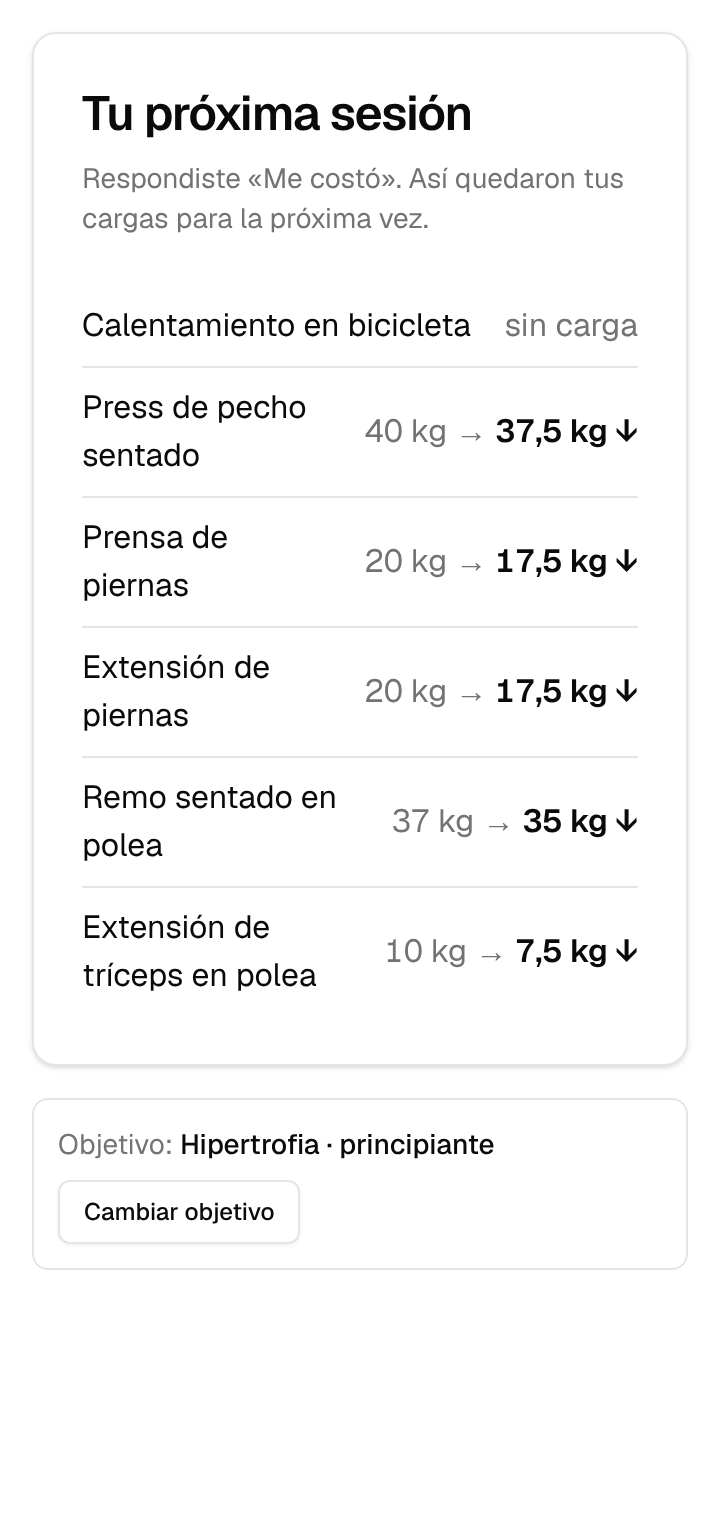 Tu próxima sesión
Respondiste «Me costó». Así quedaron tus
cargas para la próxima vez.
Calentamiento en bicicleta sin carga
Press de pecho
sentado
40 kg → 37,5 kg ↓
Prensa de
piernas
20 kg → 17,5 kg ↓
Extensión de
piernas
20 kg → 17,5 kg ↓
Remo sentado en
polea
37 kg → 35 kg ↓
Extensión de
tríceps en polea
10 kg → 7,5 kg ↓
Objetivo: Hipertrofia · principiante
Cambiar objetivo